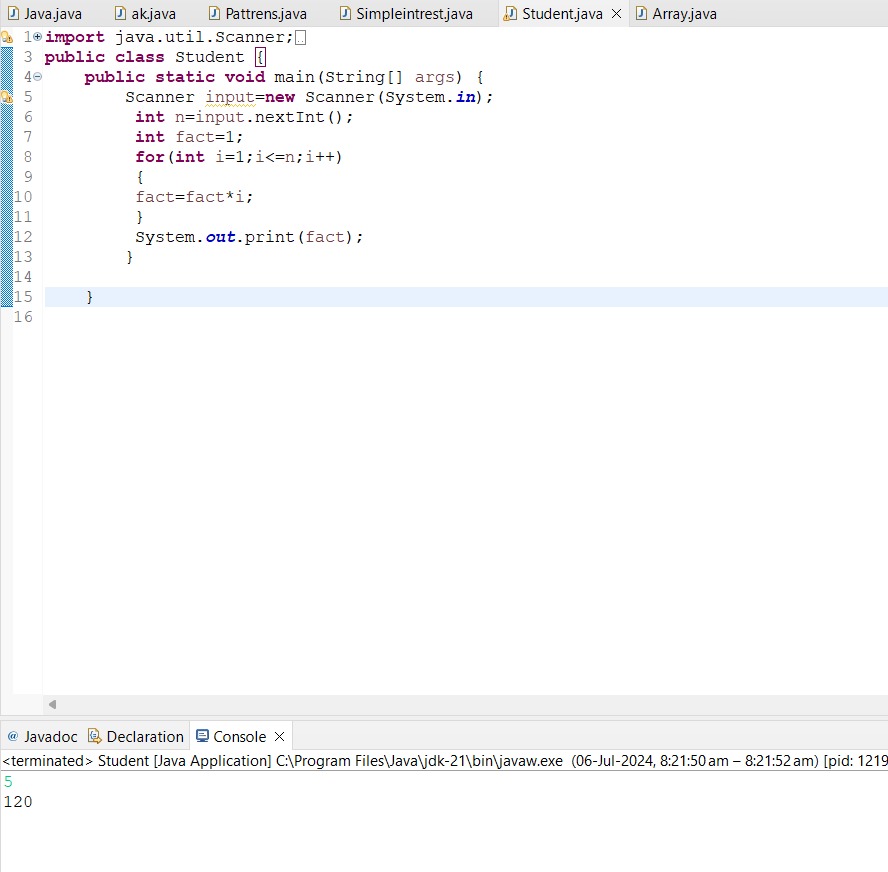 Java.java ak.java Pattrens.java Simpleintrest.java Student.java Array.java
1 import java.util.Scanner;
3 public class Student {
4 public static void main(String[] args) {
5 Scanner input=new Scanner(System.in);
6 int n=input.nextInt();
7 int fact=1;
8 for(int i=1;i<=n;i++)
9 {
10 fact=fact*i;
11 }
12 System.out.print(fact);
13 }
14
15 }
16
@ Javadoc Declaration Console
<terminated> Student [Java Application] C:\Program Files\Java\jdk-21\bin\javaw.exe (06-Jul-2024, 8:21:50 am – 8:21:52 am) [pid: 1219
5
120